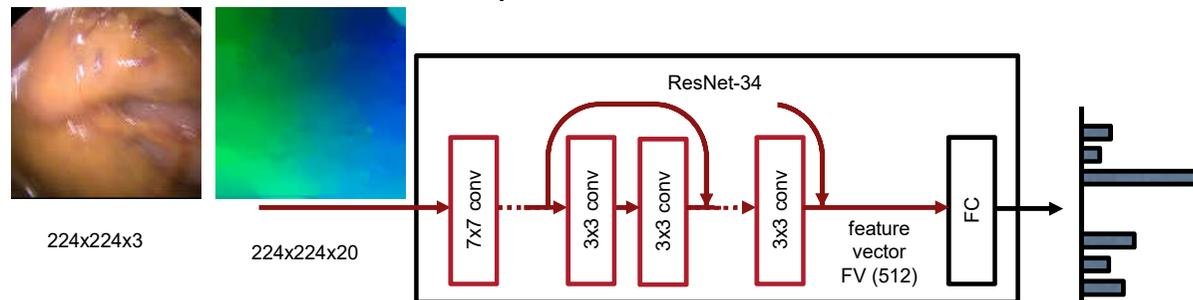 ResNet-34
7x7 conv
3x3 conv
3x3 conv
3x3 conv
FC
224x224x3
224x224x20
feature
vector
FV (512)